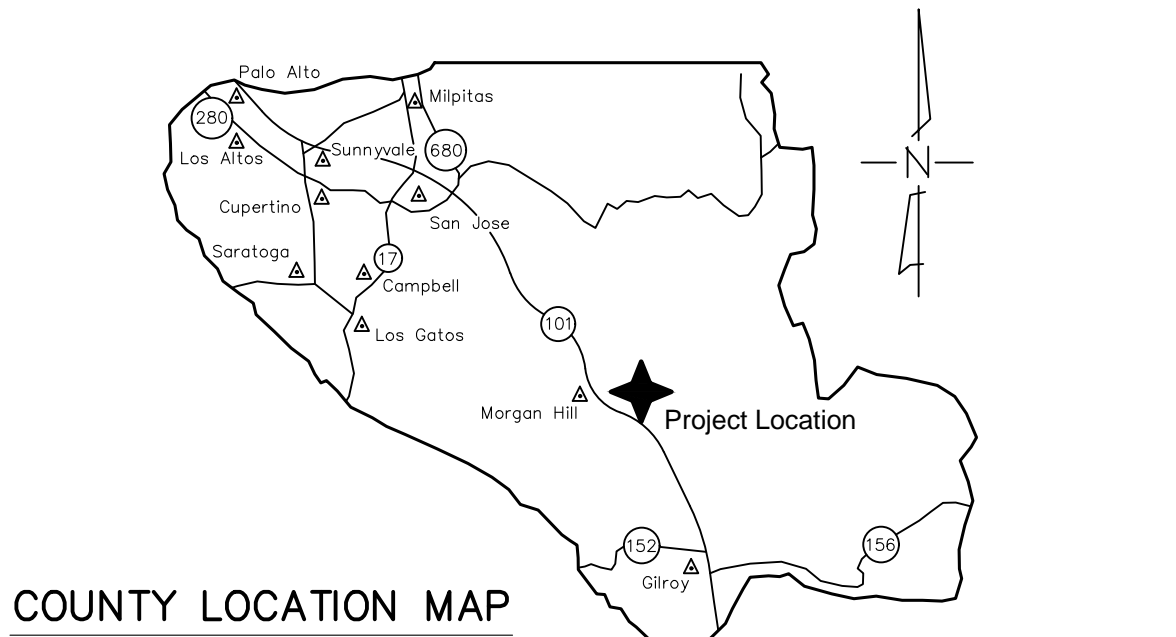 Palo Alto
Milpitas
280
Los Altos
Sunnyvale
680
N
Cupertino
San Jose
Saratoga
17
Campbell
101
Los Gatos
Morgan Hill
Project Location
152
156
Gilroy
COUNTY LOCATION MAP